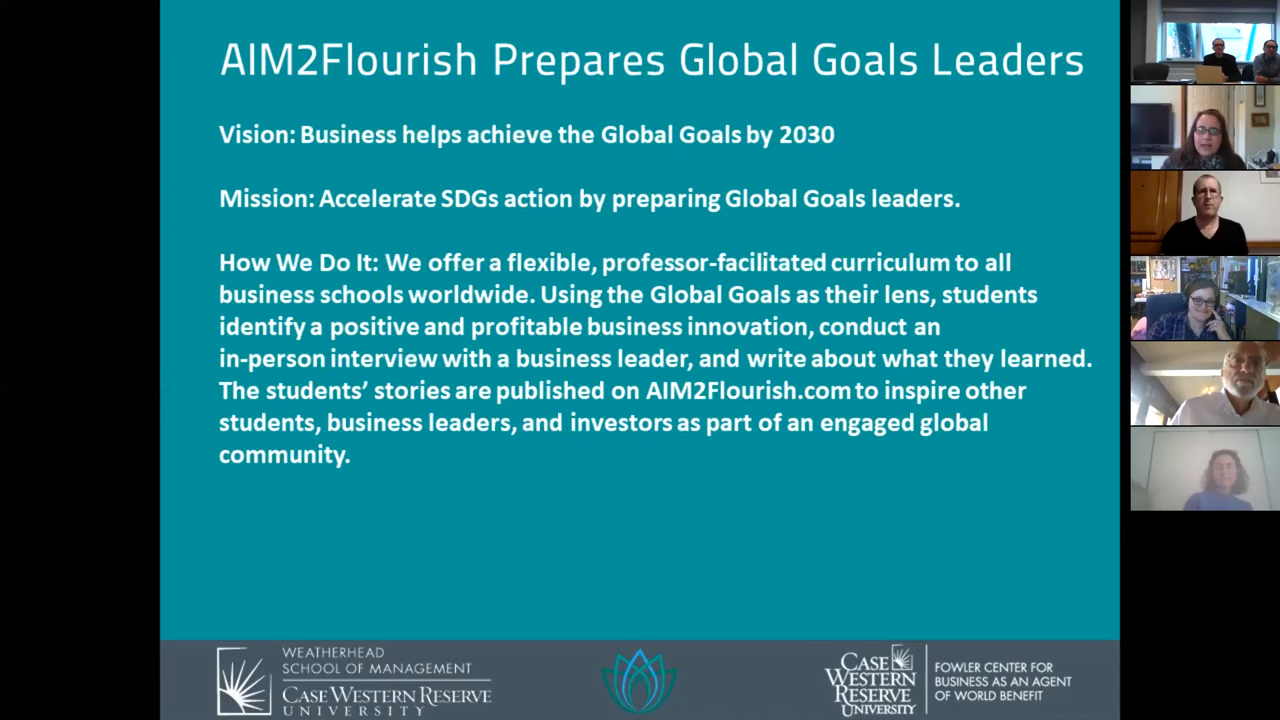 AIM2Flourish Prepares Global Goals Leaders
Vision: Business helps achieve the Global Goals by 2030
Mission: Accelerate SDGs action by preparing Global Goals leaders.
How We Do It: We offer a flexible, professor-facilitated curriculum to all
business schools worldwide. Using the Global Goals as their lens, students
identify a positive and profitable business innovation, conduct an
in-person interview with a business leader, and write about what they learned.
The students’ stories are published on AIM2Flourish.com to inspire other
students, business leaders, and investors as part of an engaged global
community.
WEATHERHEAD
SCHOOL OF MANAGEMENT
CASE WESTERN RESERVE
UNIVERSITY
CASE
WESTERN
RESERVE
UNIVERSITY
FOWLER CENTER FOR
BUSINESS AS AN AGENT
OF WORLD BENEFIT